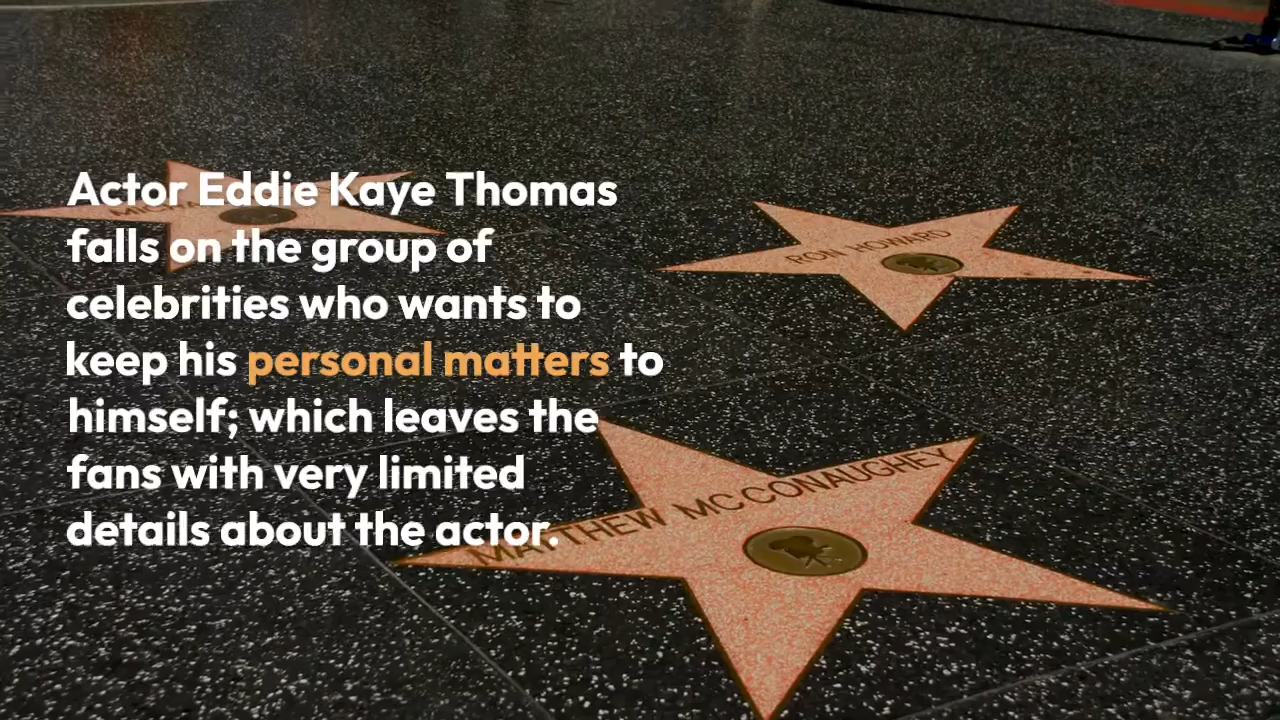 Actor Eddie Kaye Thomas
falls on the group of
celebrities who wants to
keep his personal matters to
himself; which leaves the
fans with very limited
details about the actor.
RON HOWARD
MATTHEW MCCONAUGHEY